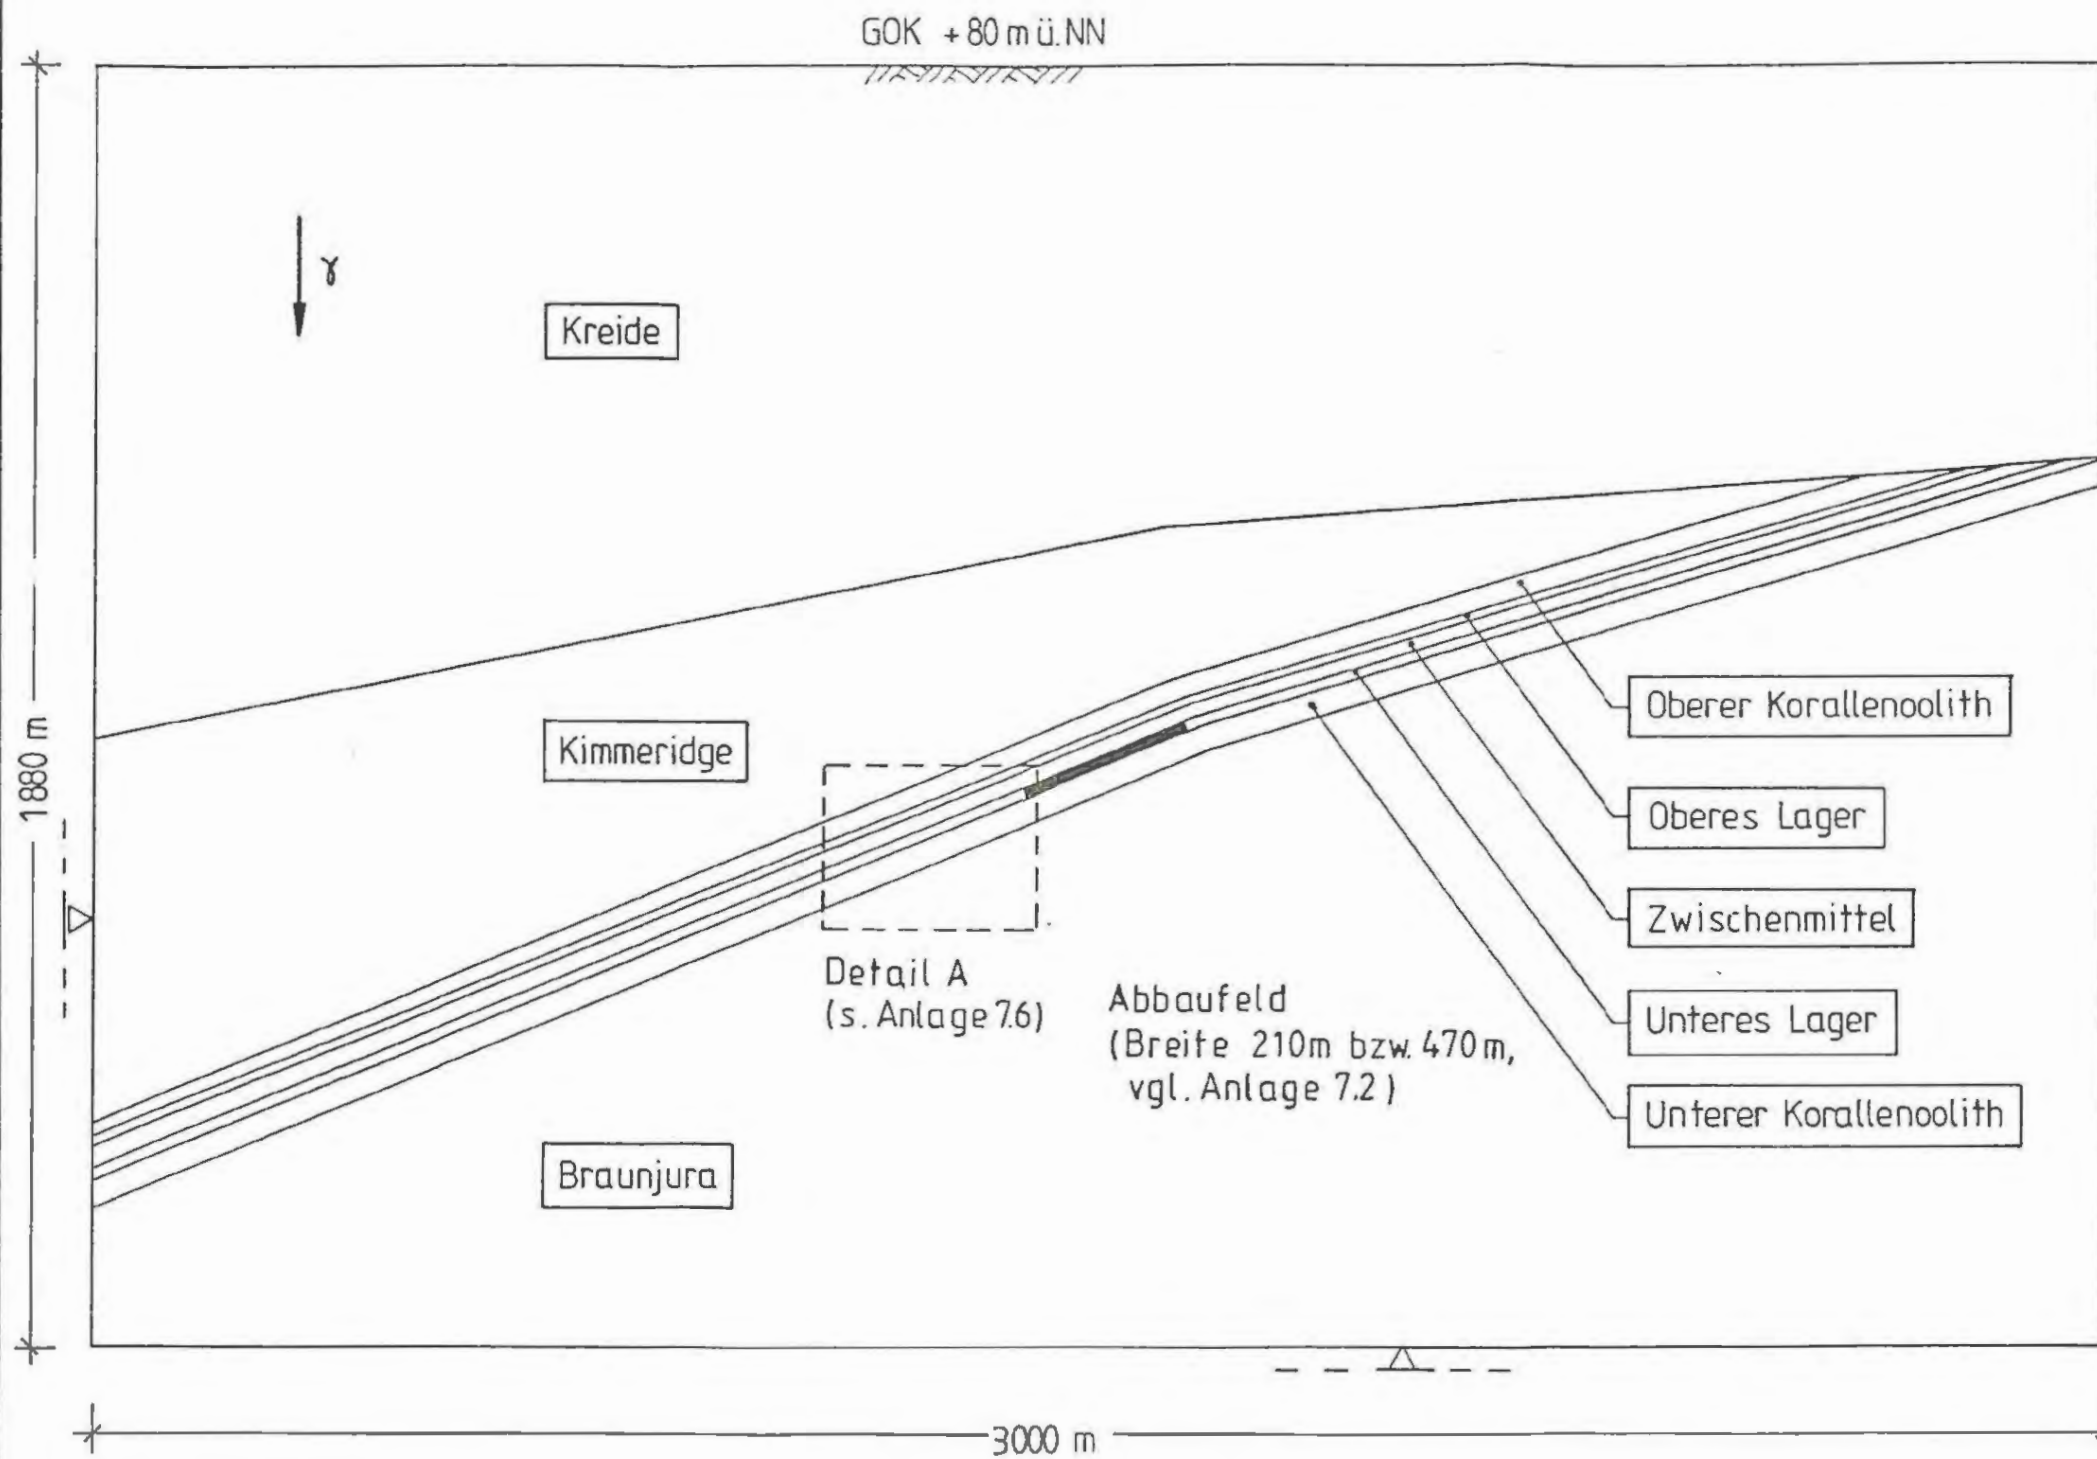 GOK +80 m ü.NN
γ
Kreide
Kimmeridge
1880 m
Oberer Korallenoolith
Oberes Lager
Zwischenmittel
Unteres Lager
Unterer Korallenoolith
Detail A
(s. Anlage 7.6)
Abbaufeld
(Breite 210m bzw. 470m,
vgl. Anlage 7.2)
Braunjura
3000 m